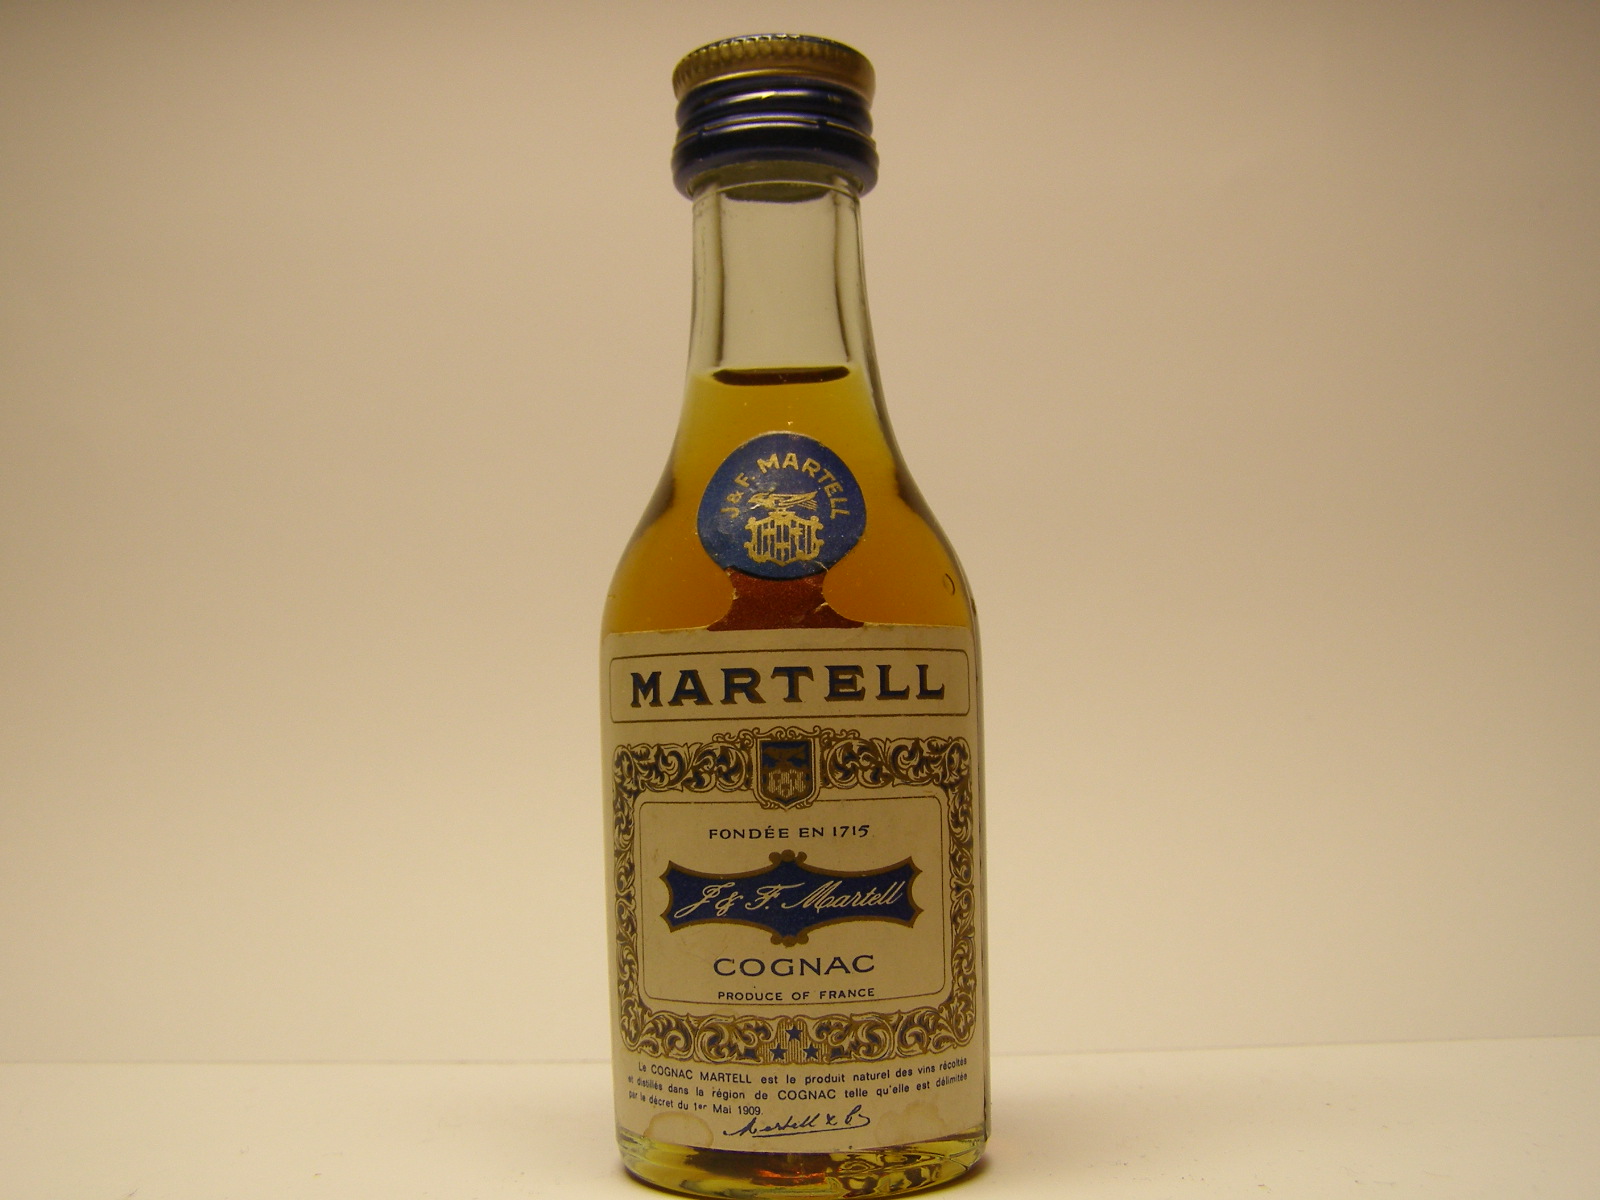 J & F. MARTELL
MARTELL
FONDÉE EN 1715
J & F. Martell
COGNAC
PRODUCE OF FRANCE
Le COGNAC MARTELL est le produit naturel des vins récoltés
et distillés dans la région de COGNAC telle qu'elle est délimitée
par le décret du 1er Mai 1909.
Martell & Co